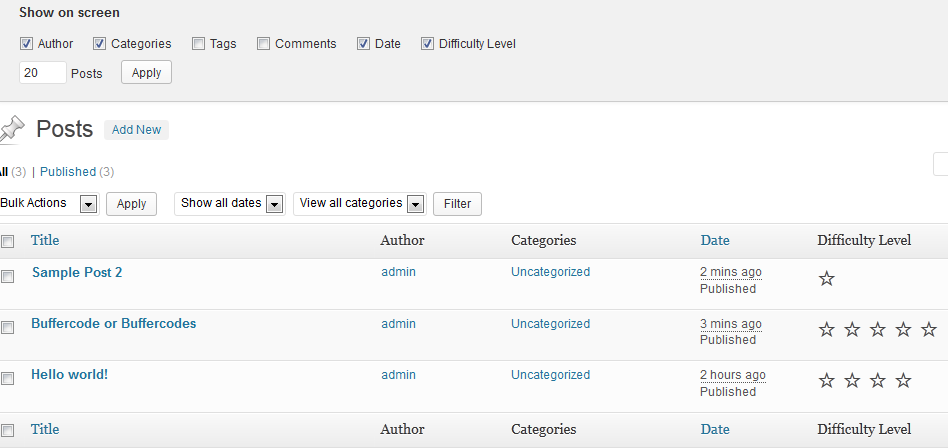 Show on screen
Author Categories Tags Comments Date Difficulty Level
20 Posts Apply
Posts Add New
All (3) | Published (3)
Bulk Actions Apply Show all dates View all categories Filter
Title Author Categories Date Difficulty Level
Sample Post 2 admin Uncategorized 2 mins ago
Published
Buffercode or Buffercodes admin Uncategorized 3 mins ago
Published
Hello world! admin Uncategorized 2 hours ago
Published
Title Author Categories Date Difficulty Level